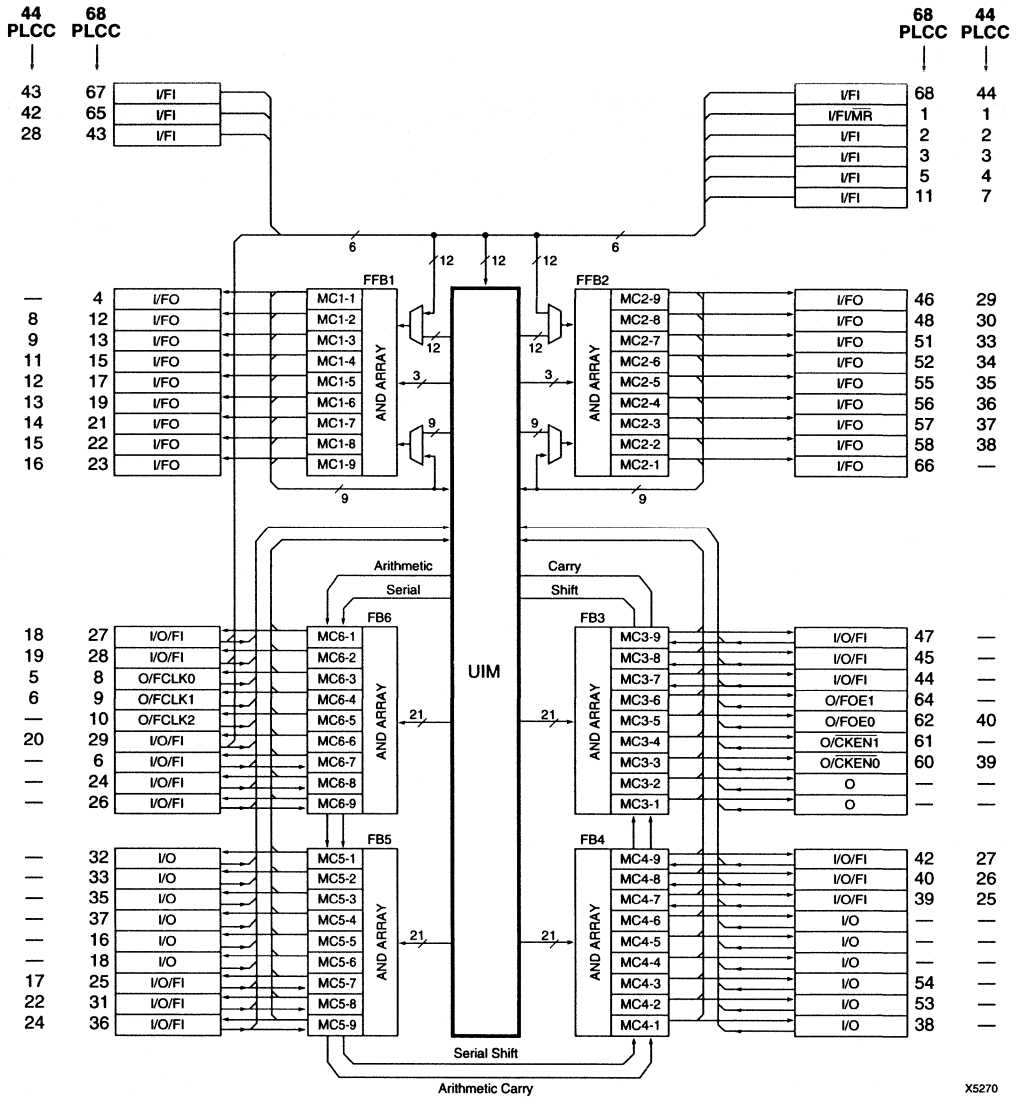 44 68 68 44
PLCC PLCC PLCC PLCC
43 67 I/FI I/FI 68 44
42 65 I/FI I/FI/MR 1 1
28 43 I/FI I/FI 2 2
I/FI 3 3
I/FI 5 4
I/FI 11 7
6 6
12 12 12
FFB1 FFB2
— 4 I/FO MC1-1 MC2-9 I/FO 46 29
8 12 I/FO MC1-2 MC2-8 I/FO 48 30
9 13 I/FO MC1-3 12 12 MC2-7 I/FO 51 33
11 15 I/FO MC1-4 MC2-6 I/FO 52 34
12 17 I/FO MC1-5 AND ARRAY 3 3 AND ARRAY MC2-5 I/FO 55 35
13 19 I/FO MC1-6 MC2-4 I/FO 56 36
14 21 I/FO MC1-7 9 9 MC2-3 I/FO 57 37
15 22 I/FO MC1-8 MC2-2 I/FO 58 38
16 23 I/FO MC1-9 MC2-1 I/FO 66 —
9 9
Arithmetic Carry
Serial Shift
FB6 FB3
18 27 I/O/FI MC6-1 MC3-9 I/O/FI 47 —
19 28 I/O/FI MC6-2 UIM MC3-8 I/O/FI 45 —
5 8 O/FCLK0 MC6-3 MC3-7 I/O/FI 44 —
6 9 O/FCLK1 MC6-4 MC3-6 O/FOE1 64 —
— 10 O/FCLK2 MC6-5 AND ARRAY 21 21 AND ARRAY MC3-5 O/FOE0 62 40
20 29 I/O/FI MC6-6 MC3-4 O/CKEN1 61 —
— 6 I/O/FI MC6-7 MC3-3 O/CKEN0 60 39
— 24 I/O/FI MC6-8 MC3-2 O — —
— 26 I/O/FI MC6-9 MC3-1 O — —
FB5 FB4
— 32 I/O MC5-1 MC4-9 I/O/FI 42 27
— 33 I/O MC5-2 MC4-8 I/O/FI 40 26
— 35 I/O MC5-3 MC4-7 I/O/FI 39 25
— 37 I/O MC5-4 MC4-6 I/O — —
— 16 I/O MC5-5 AND ARRAY 21 21 AND ARRAY MC4-5 I/O — —
— 18 I/O MC5-6 MC4-4 I/O — —
17 25 I/O/FI MC5-7 MC4-3 I/O 54 —
22 31 I/O/FI MC5-8 MC4-2 I/O 53 —
24 36 I/O/FI MC5-9 MC4-1 I/O 38 —
Serial Shift
Arithmetic Carry
X5270